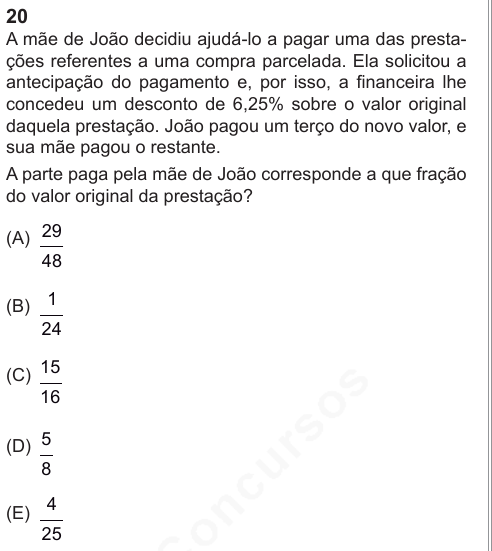 20
A mãe de João decidiu ajudá-lo a pagar uma das presta-
ções referentes a uma compra parcelada. Ela solicitou a
antecipação do pagamento e, por isso, a financeira lhe
concedeu um desconto de 6,25% sobre o valor original
daquela prestação. João pagou um terço do novo valor, e
sua mãe pagou o restante.
A parte paga pela mãe de João corresponde a que fração
do valor original da prestação?
(A) 29/48
(B) 1/24
(C) 15/16
(D) 5/8
(E) 4/25
oncursos